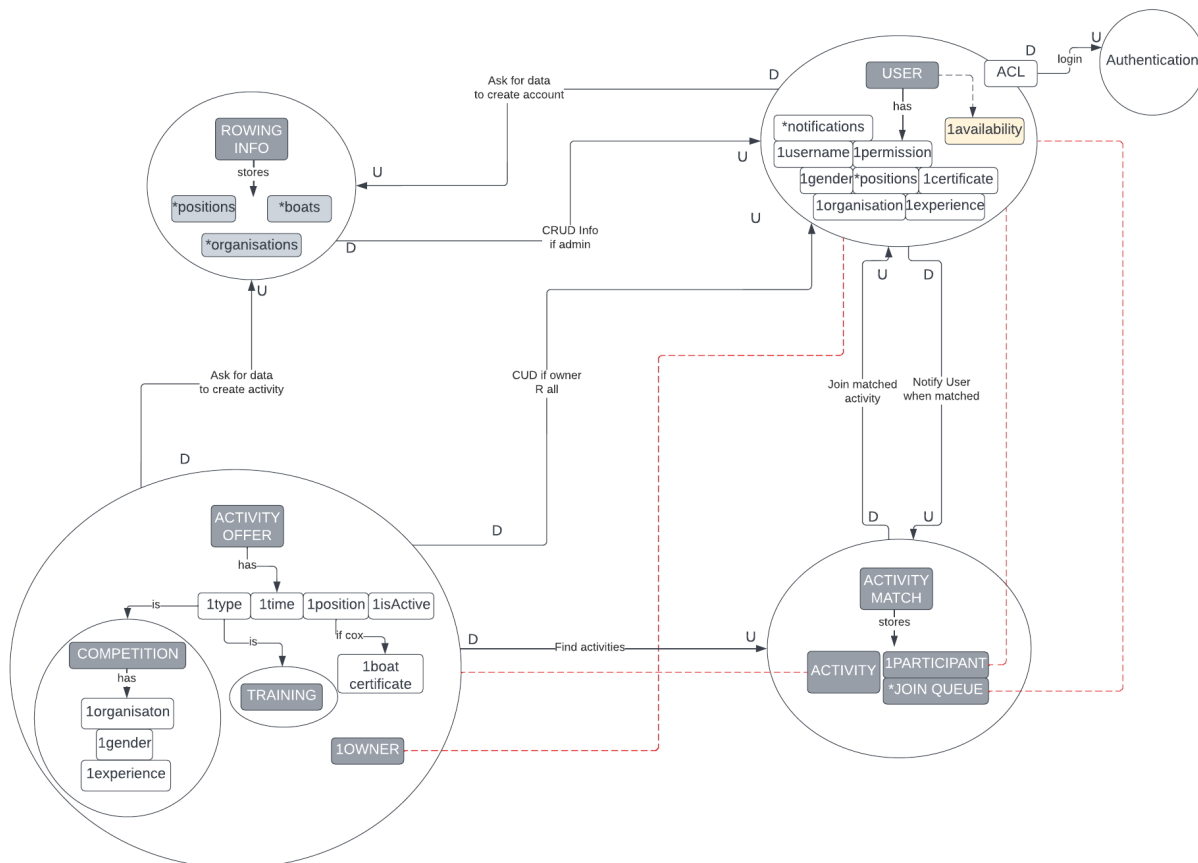 D
U
login
Authentication
USER
ACL
D
Ask for data
to create account
has
*notifications
1availability
ROWING
INFO
1username
1permission
U
stores
U
1gender
*positions
1certificate
*positions
*boats
1organisation
1experience
U
*organisations
D
CRUD Info
if admin
U
D
U
Ask for data
to create activity
CUD if owner
R all
Join matched
activity
Notify User
when matched
D
ACTIVITY
OFFER
D
D
U
has
ACTIVITY
MATCH
is
1type
1time
1position
1isActive
stores
is
if cox
D
Find activities
U
COMPETITION
has
1boat
certificate
ACTIVITY
1PARTICIPANT
*JOIN QUEUE
TRAINING
1organisaton
1gender
1OWNER
1experience